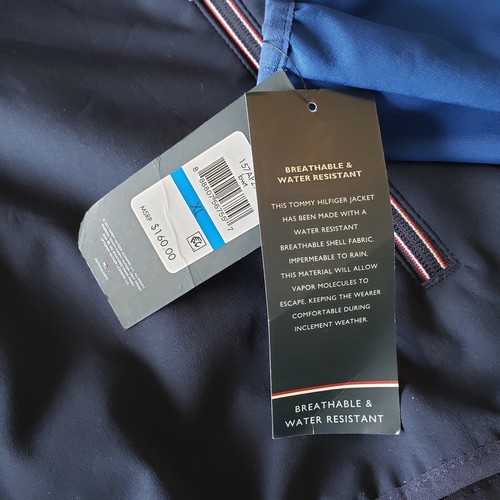 BREATHABLE &
WATER RESISTANT
THIS TOMMY HILFIGER JACKET
HAS BEEN MADE WITH A
WATER RESISTANT
BREATHABLE SHELL FABRIC.
IMPERMEABLE TO RAIN.
THIS MATERIAL WILL ALLOW
VAPOR MOLECULES TO
ESCAPE, KEEPING THE WEARER
COMFORTABLE DURING
INCLEMENT WEATHER.
BREATHABLE &
WATER RESISTANT
XL
MSRP
$160.00